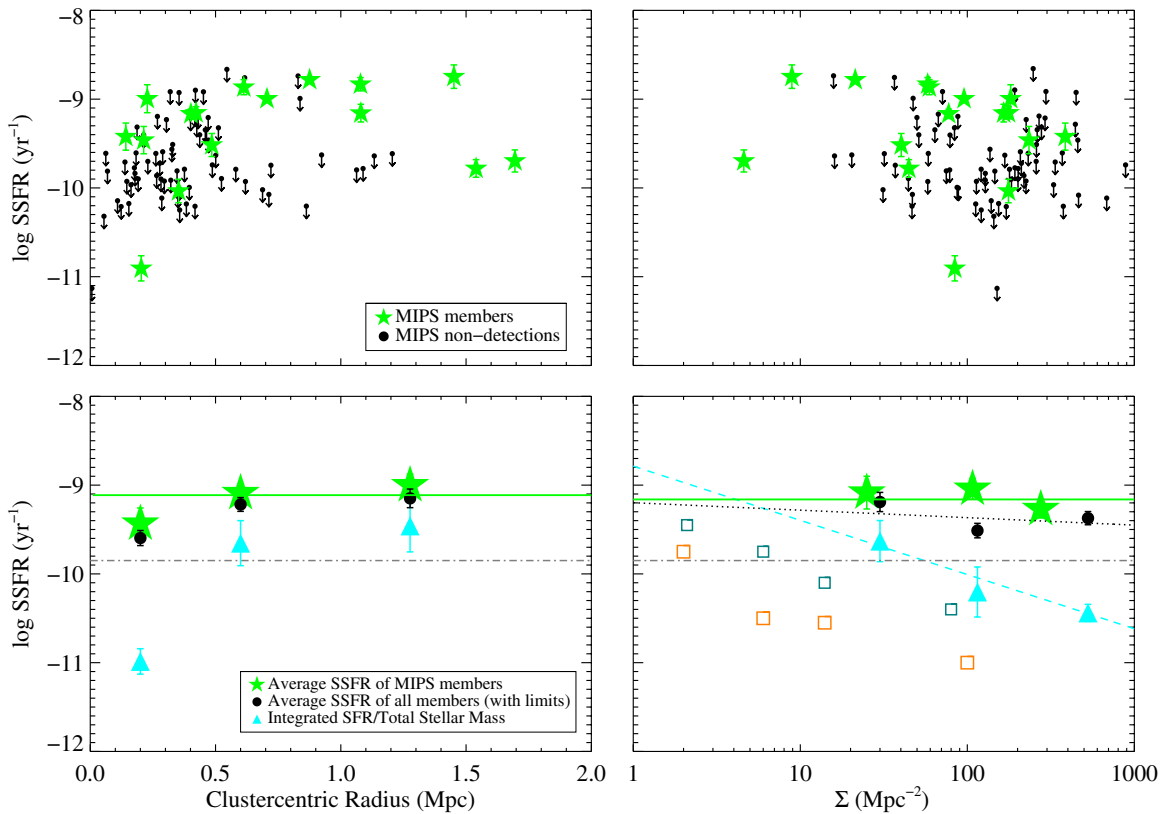 −8
−9
−10
−11
−12
log SSFR (yr−1)
MIPS members
MIPS non−detections
−8
−9
−10
−11
−12
log SSFR (yr−1)
Average SSFR of MIPS members
Average SSFR of all members (with limits)
Integrated SFR/Total Stellar Mass
0.0 0.5 1.0 1.5 2.0
Clustercentric Radius (Mpc)
1 10 100 1000
Σ (Mpc−2)